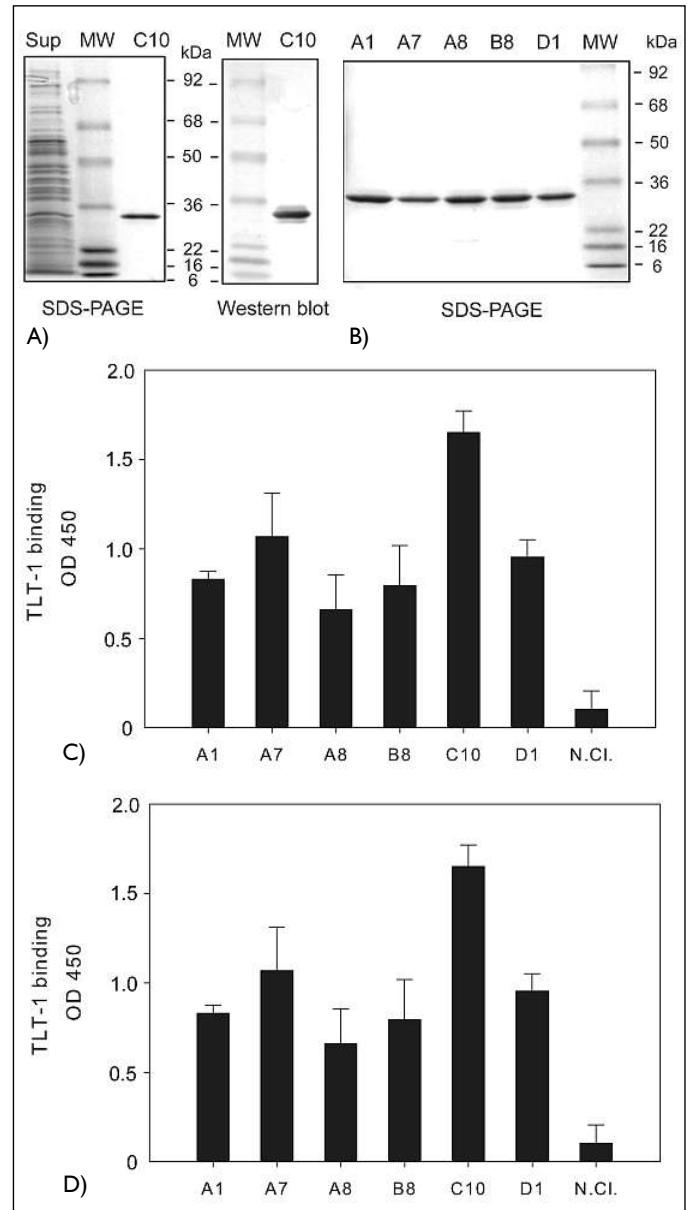 Sup MW C10 kDa MW C10 A1 A7 A8 B8 D1 MW kDa
– 92 –
– 68 –
– 50 –
– 36 –
– 22 –
– 16 –
– 6 –
– 92
– 68
– 50
– 36
– 22
– 16
– 6
SDS-PAGE Western blot SDS-PAGE
A) B)
2.0
1.5
1.0
0.5
0
TLT-1 binding
OD 450
A1 A7 A8 B8 C10 D1 N.Cl.
C)
2.0
1.5
1.0
0.5
0
TLT-1 binding
OD 450
A1 A7 A8 B8 C10 D1 N.Cl.
D)